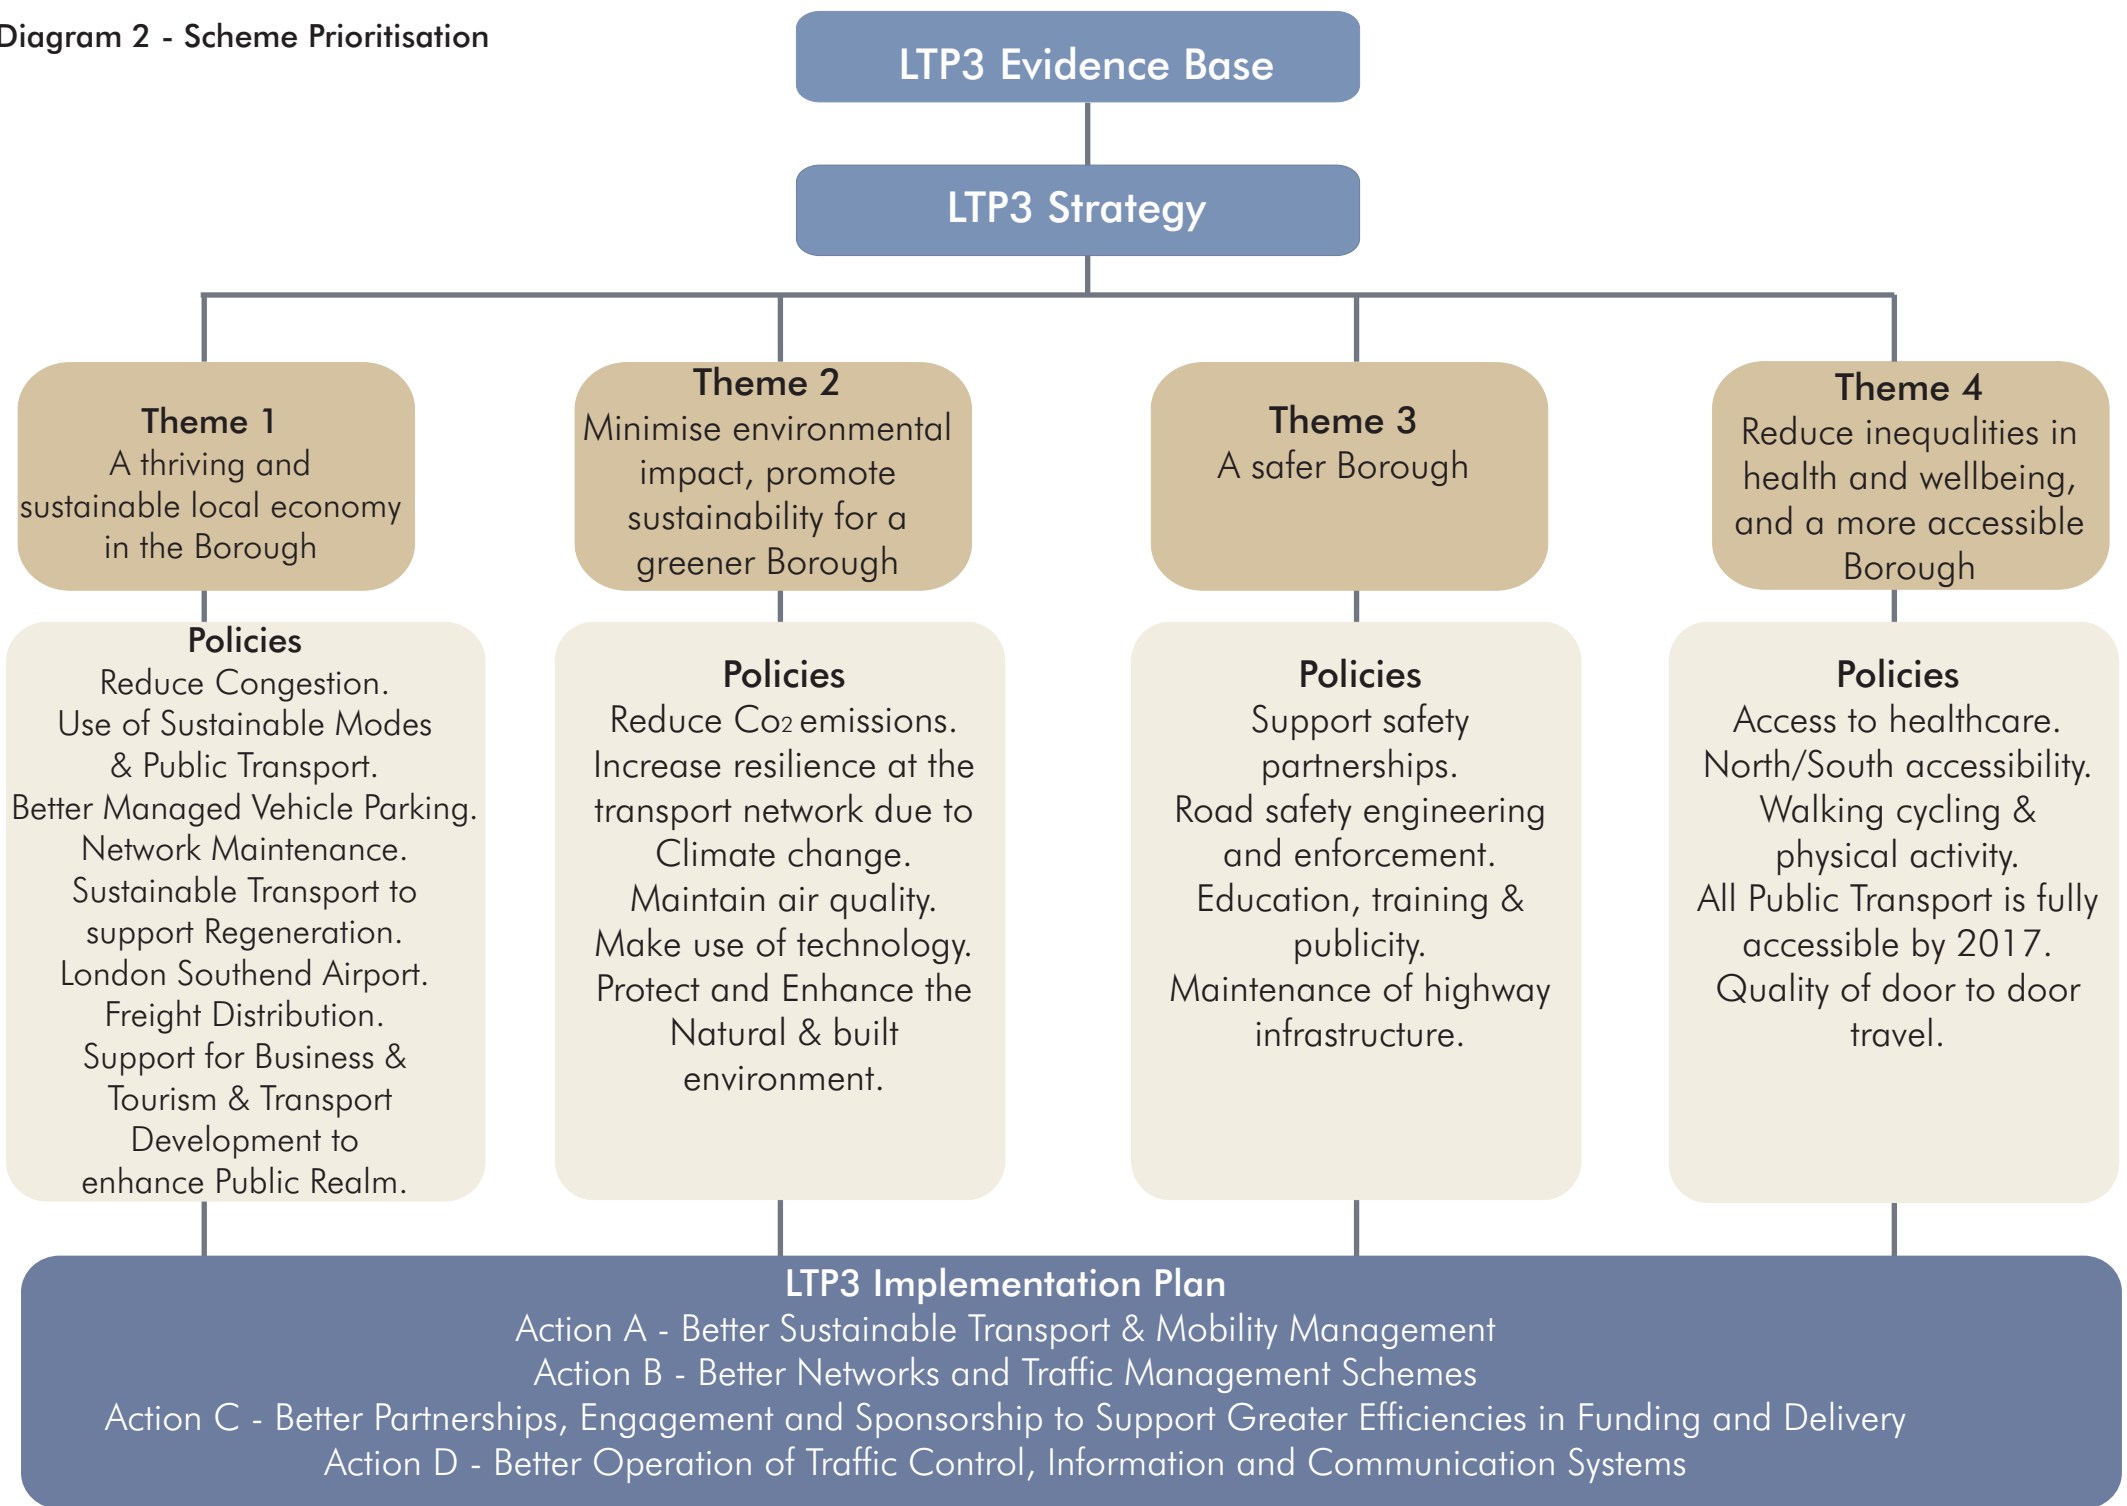 Diagram 2 - Scheme Prioritisation
LTP3 Evidence Base
LTP3 Strategy
Theme 1
A thriving and
sustainable local economy
in the Borough
Theme 2
Minimise environmental
impact, promote
sustainability for a
greener Borough
Theme 3
A safer Borough
Theme 4
Reduce inequalities in
health and wellbeing,
and a more accessible
Borough
Policies
Reduce Congestion.
Use of Sustainable Modes
& Public Transport.
Better Managed Vehicle Parking.
Network Maintenance.
Sustainable Transport to
support Regeneration.
London Southend Airport.
Freight Distribution.
Support for Business &
Tourism & Transport
Development to
enhance Public Realm.
Policies
Reduce Co2 emissions.
Increase resilience at the
transport network due to
Climate change.
Maintain air quality.
Make use of technology.
Protect and Enhance the
Natural & built
environment.
Policies
Support safety
partnerships.
Road safety engineering
and enforcement.
Education, training &
publicity.
Maintenance of highway
infrastructure.
Policies
Access to healthcare.
North/South accessibility.
Walking cycling &
physical activity.
All Public Transport is fully
accessible by 2017.
Quality of door to door
travel.
LTP3 Implementation Plan
Action A - Better Sustainable Transport & Mobility Management
Action B - Better Networks and Traffic Management Schemes
Action C - Better Partnerships, Engagement and Sponsorship to Support Greater Efficiencies in Funding and Delivery
Action D - Better Operation of Traffic Control, Information and Communication Systems